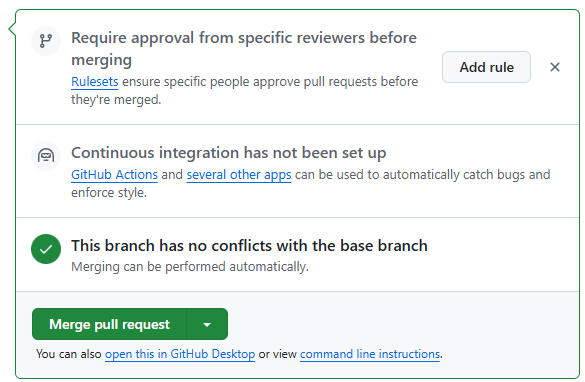 Require approval from specific reviewers before
merging
Rulesets ensure specific people approve pull requests before
they're merged.
Add rule
Continuous integration has not been set up
GitHub Actions and several other apps can be used to automatically catch bugs and
enforce style.
This branch has no conflicts with the base branch
Merging can be performed automatically.
Merge pull request
You can also open this in GitHub Desktop or view command line instructions.